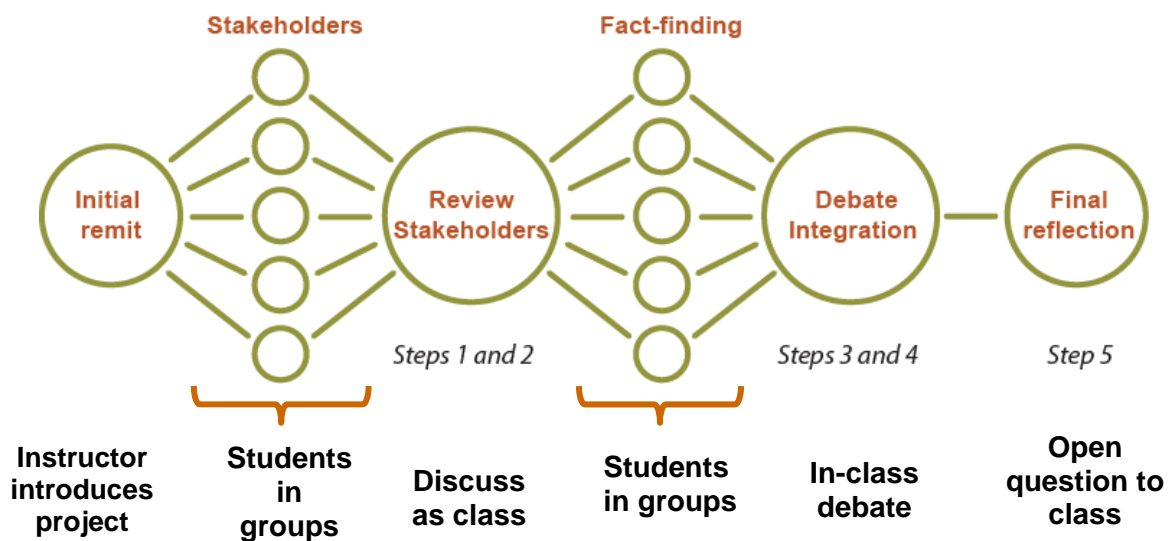 Stakeholders
Fact-finding
Initial
remit
Review
Stakeholders
Debate
Integration
Final
reflection
Steps 1 and 2
Steps 3 and 4
Step 5
Instructor
introduces
project
Students
in
groups
Discuss
as class
Students
in groups
In-class
debate
Open
question to
class